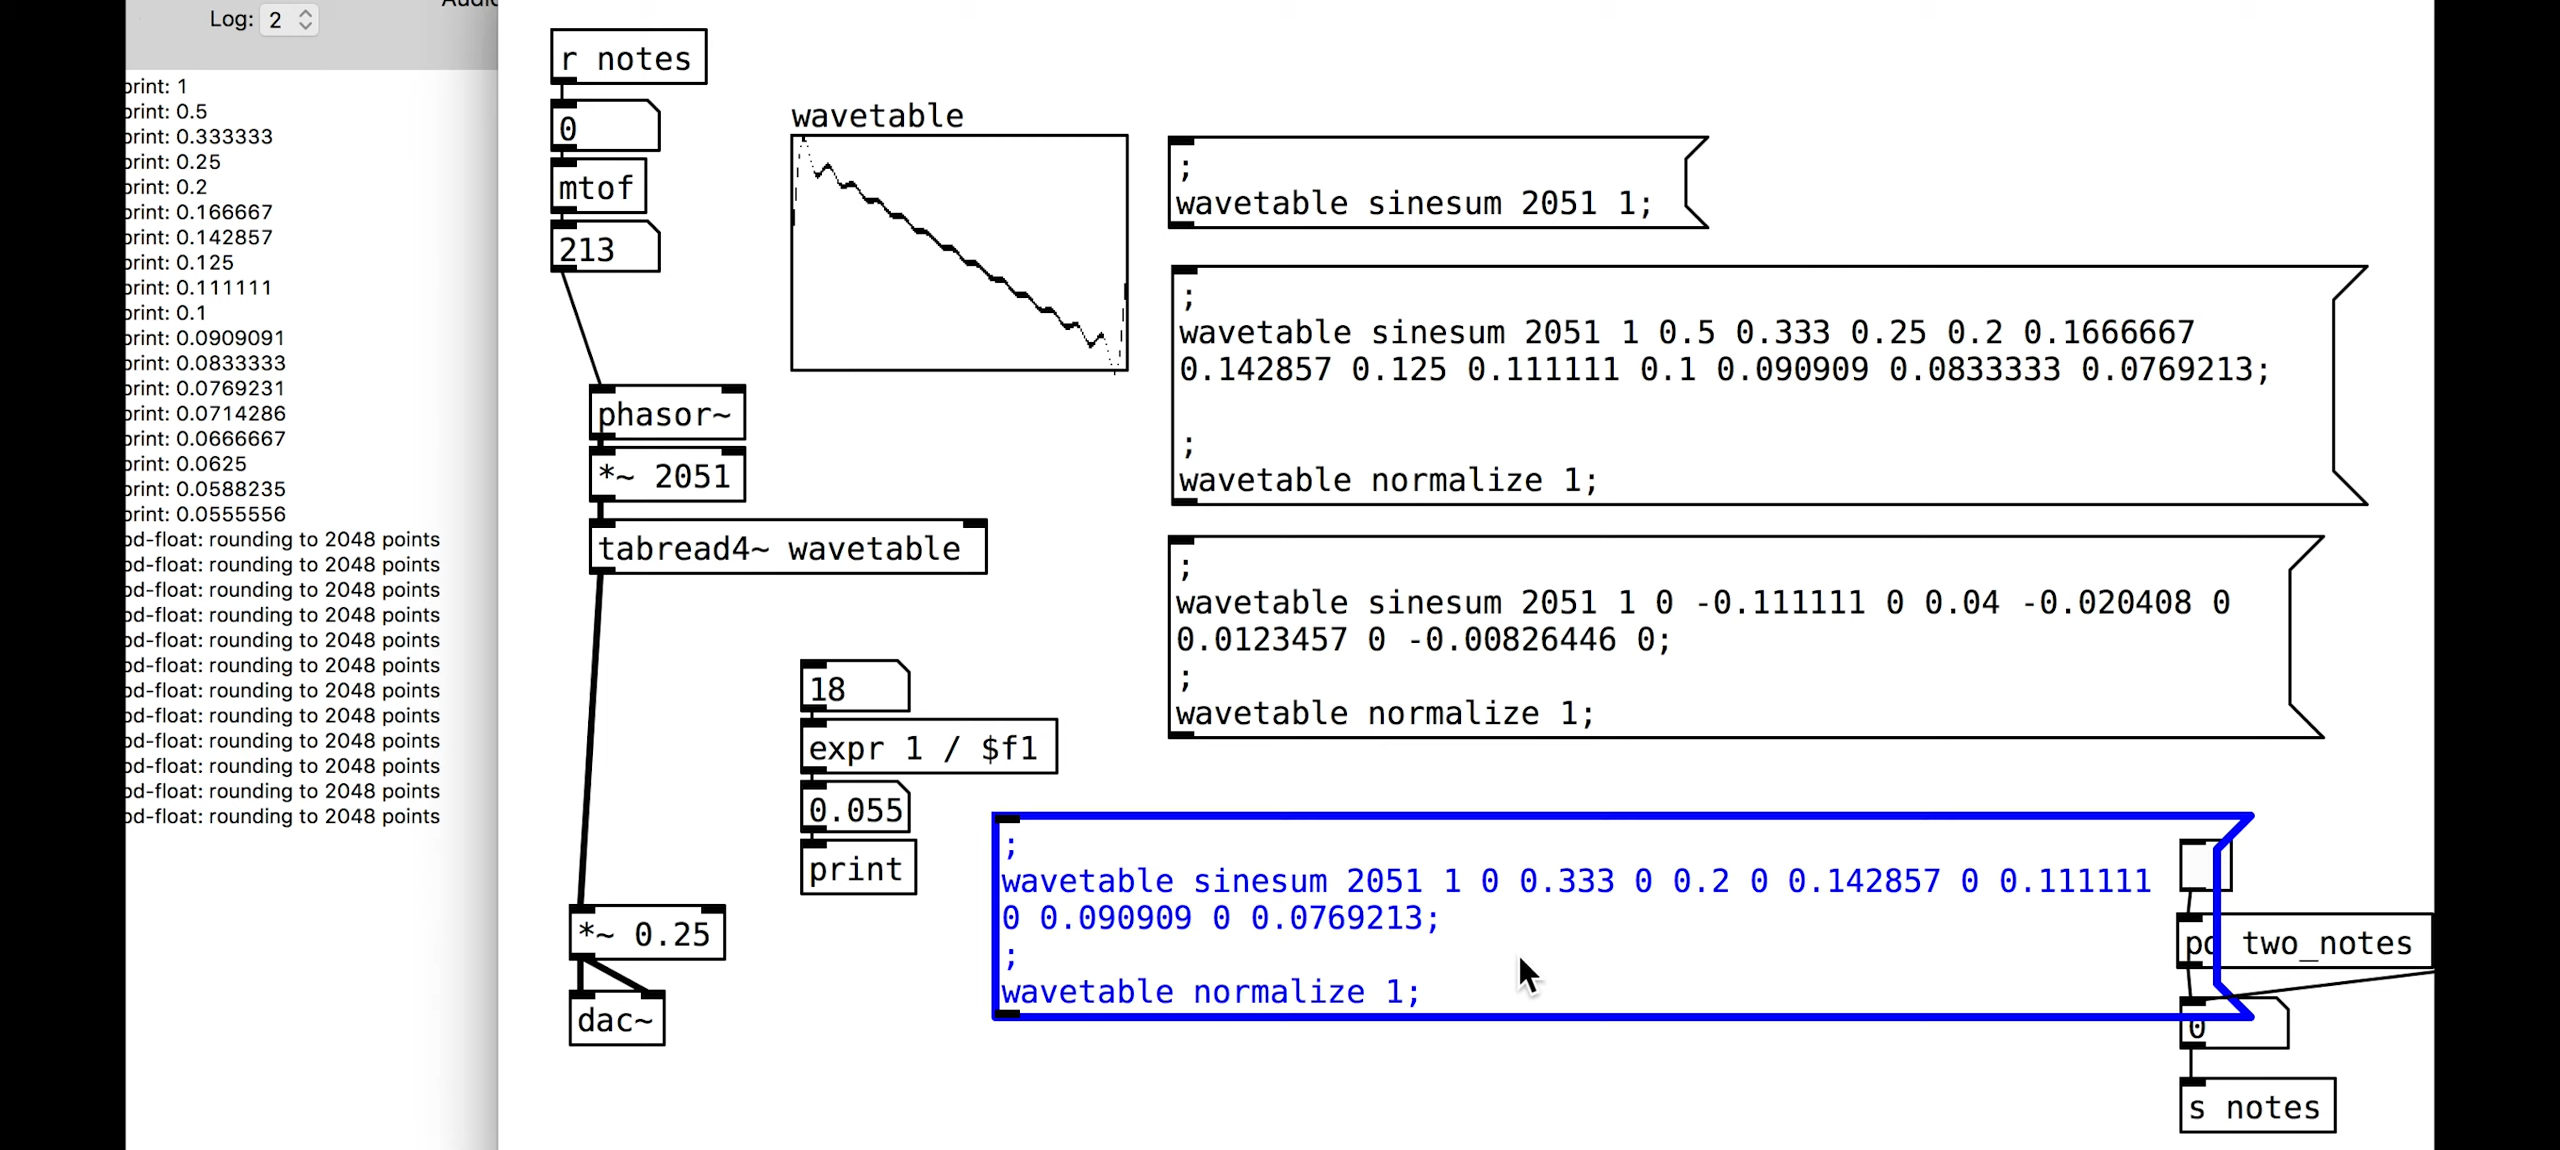 Log: 2
print: 1
print: 0.5
print: 0.333333
print: 0.25
print: 0.2
print: 0.166667
print: 0.142857
print: 0.125
print: 0.111111
print: 0.1
print: 0.0909091
print: 0.0833333
print: 0.0769231
print: 0.0714286
print: 0.0666667
print: 0.0625
print: 0.0588235
print: 0.0555556
pd-float: rounding to 2048 points
pd-float: rounding to 2048 points
pd-float: rounding to 2048 points
pd-float: rounding to 2048 points
pd-float: rounding to 2048 points
pd-float: rounding to 2048 points
pd-float: rounding to 2048 points
pd-float: rounding to 2048 points
pd-float: rounding to 2048 points
pd-float: rounding to 2048 points
pd-float: rounding to 2048 points
pd-float: rounding to 2048 points
r notes
0
mtof
213
phasor~
*~ 2051
tabread4~ wavetable
*~ 0.25
dac~
wavetable
18
expr 1 / $f1
0.055
print
;
wavetable sinesum 2051 1;
;
wavetable sinesum 2051 1 0.5 0.333 0.25 0.2 0.1666667
0.142857 0.125 0.111111 0.1 0.090909 0.0833333 0.0769213;
;
wavetable normalize 1;
;
wavetable sinesum 2051 1 0 -0.111111 0 0.04 -0.020408 0
0.0123457 0 -0.00826446 0;
;
wavetable normalize 1;
;
wavetable sinesum 2051 1 0 0.333 0 0.2 0 0.142857 0 0.111111
0 0.090909 0 0.0769213;
;
wavetable normalize 1;
pd two_notes
0
s notes